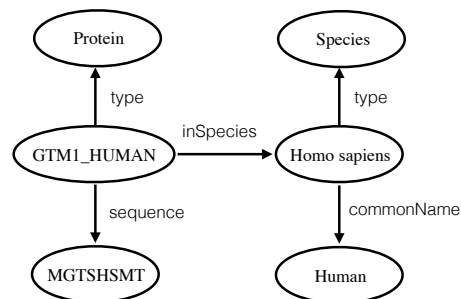 Protein
Species
type
type
inSpecies
GTM1_HUMAN
Homo sapiens
sequence
commonName
MGTSHSMT
Human